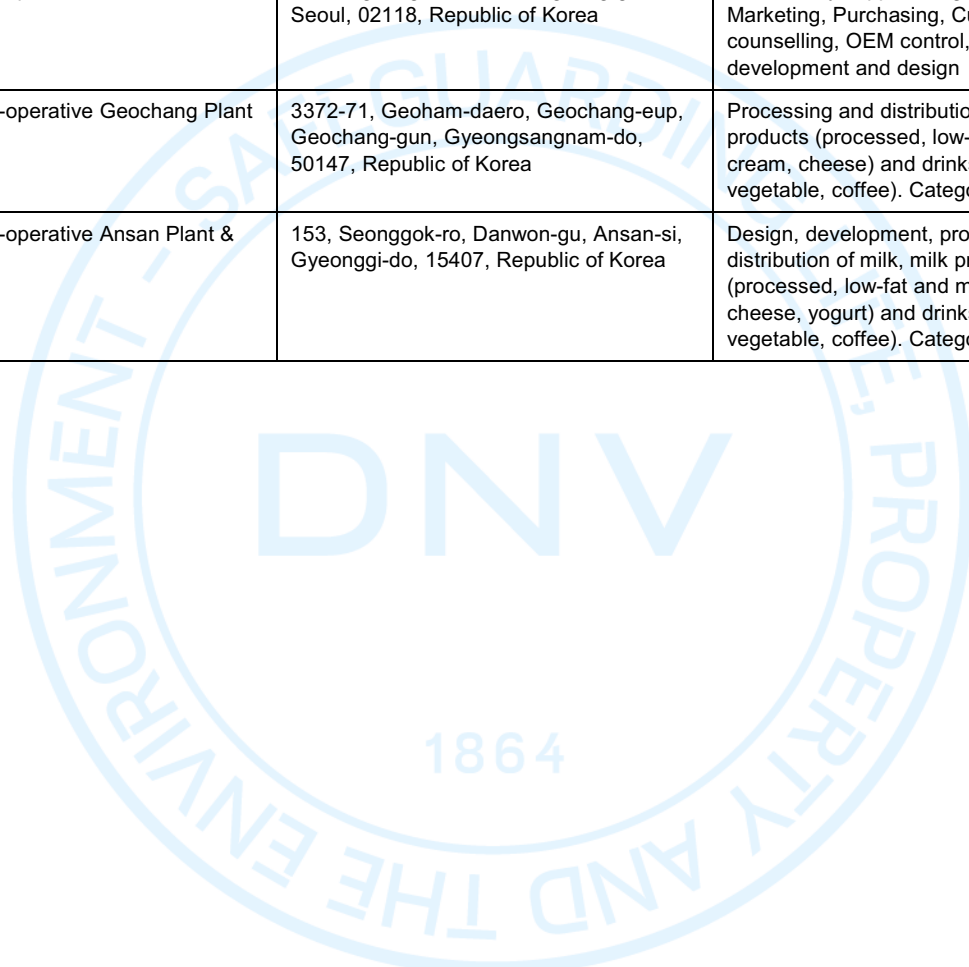 Seoul, 02118, Republic of Korea
Marketing, Purchasing,
counselling, OEM control,
development and design
-operative Geochang Plant
3372-71, Geoham-daero, Geochang-eup,
Geochang-gun, Gyeongsangnam-do,
50147, Republic of Korea
Processing and distributio
products (processed, low-
cream, cheese) and drink
vegetable, coffee). Catego
-operative Ansan Plant &
153, Seonggok-ro, Danwon-gu, Ansan-si,
Gyeonggi-do, 15407, Republic of Korea
Design, development, pro
distribution of milk, milk p
(processed, low-fat and m
cheese, yogurt) and drink
vegetable, coffee). Catego
SAFEGUARDING LIFE, PROPERTY AND THE ENVIRONMENT -
DNV
1864